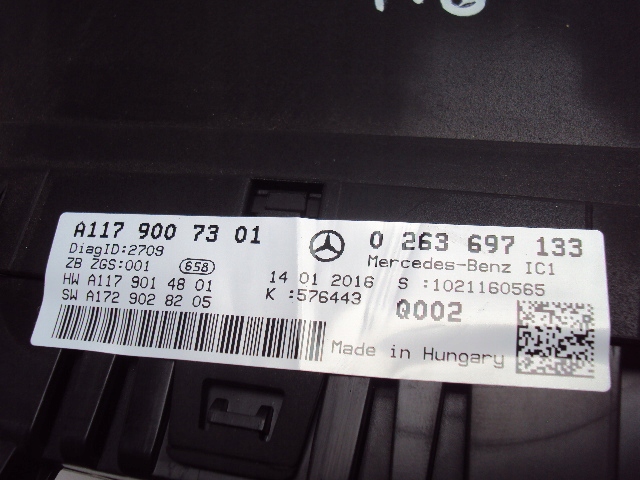 A117 900 73 01
DiagID:2709
ZB ZGS:001 658
HW A117 901 48 01
SW A172 902 82 05
0 263 697 133
Mercedes-Benz IC1
14 01 2016 S :1021160565
K :576443 Q002
Made in Hungary